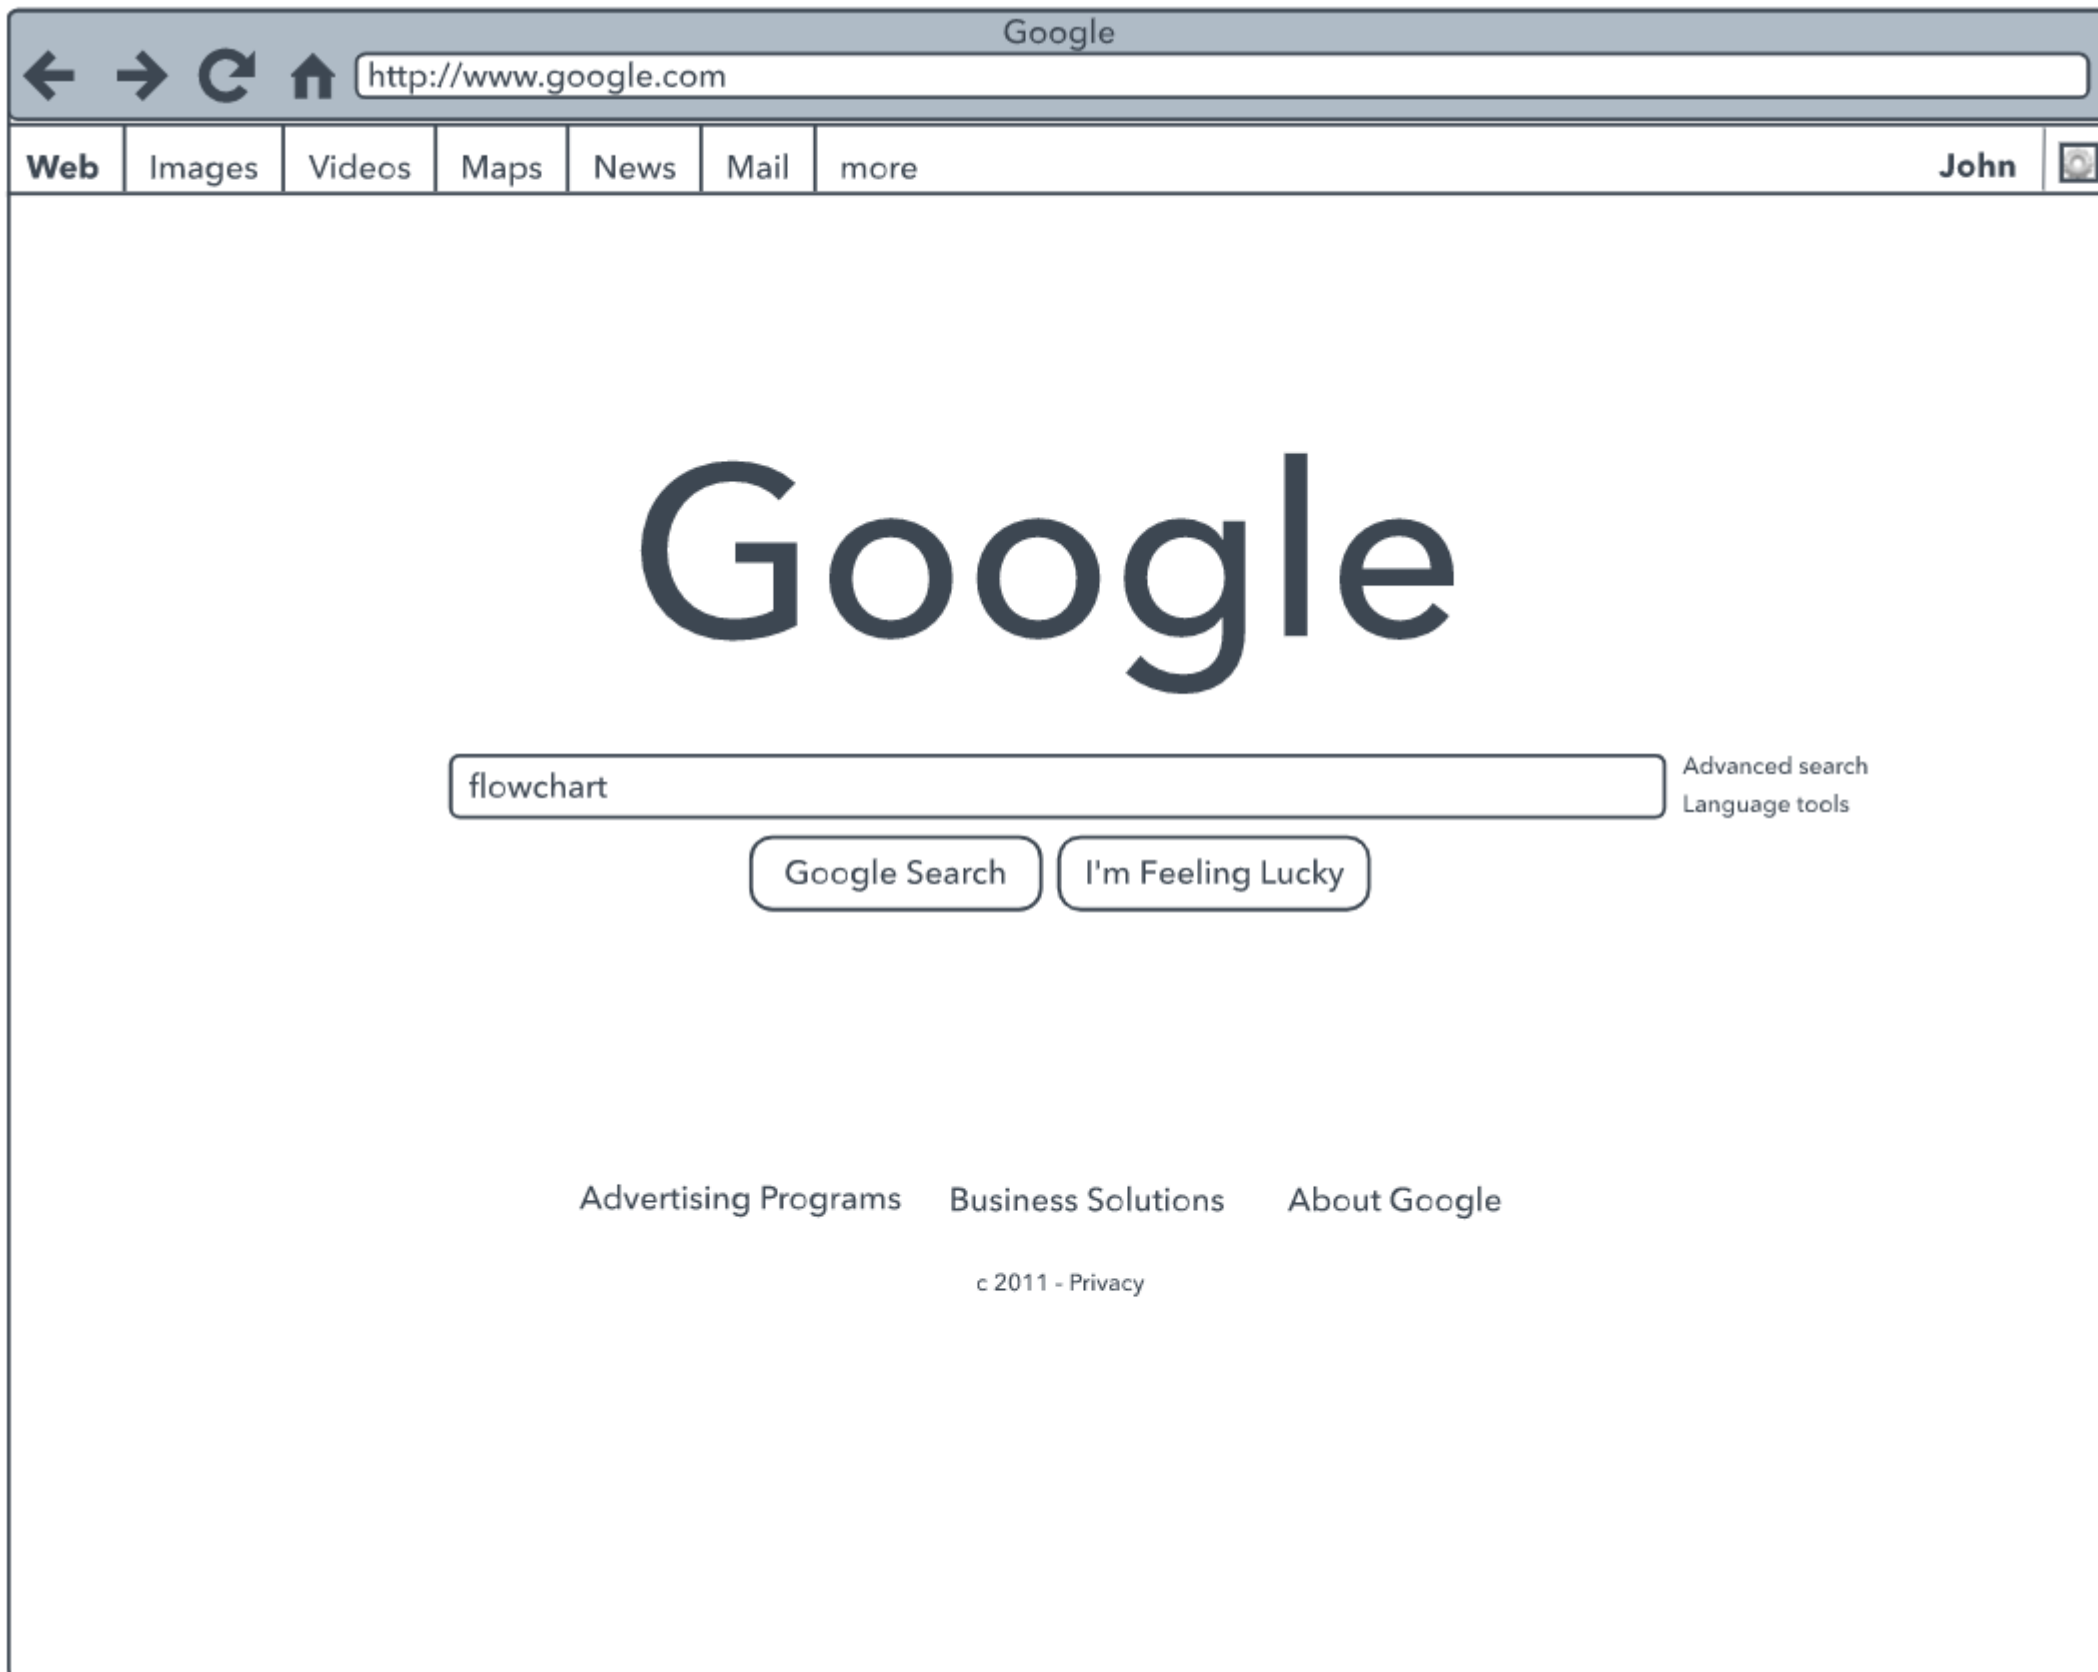 Google
http://www.google.com
Web Images Videos Maps News Mail more John
Google
flowchart
Advanced search
Language tools
Google Search I'm Feeling Lucky
Advertising Programs Business Solutions About Google
c 2011 - Privacy